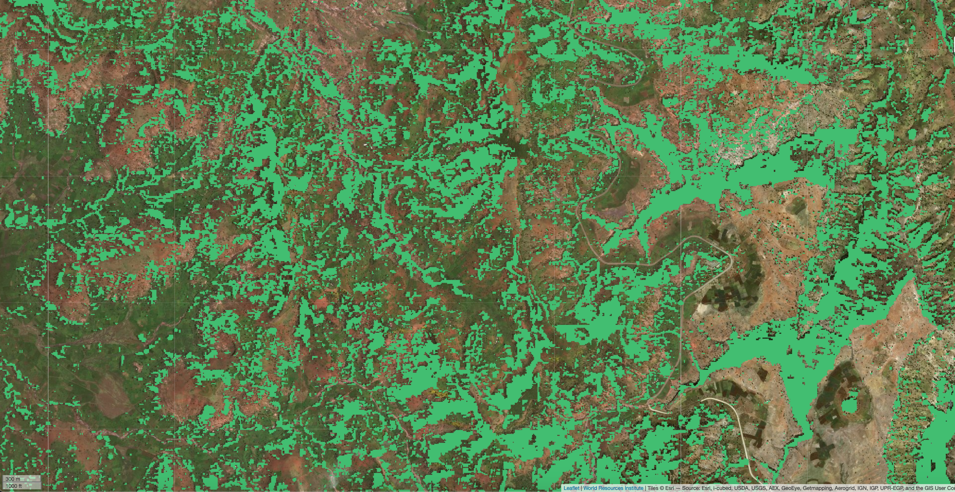 300 m
1000 ft
Leaflet | World Resources Institute | Tiles © Esri — Source: Esri, i-cubed, USDA, USGS, AEX, GeoEye, Getmapping, Aerogrid, IGN, IGP, UPR-EGP, and the GIS User Co